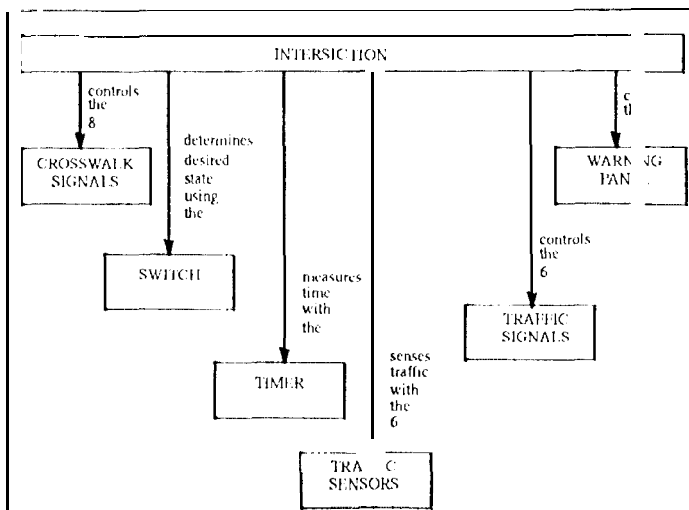 INTERSICTION
controls
the
8
CROSSWALK
SIGNALS
determines
desired
state
using
the
SWITCH
measures
time
with
the
TIMER
senses
traffic
with
the
6
SENSORS
controls
the
6
TRAFFIC
SIGNALS